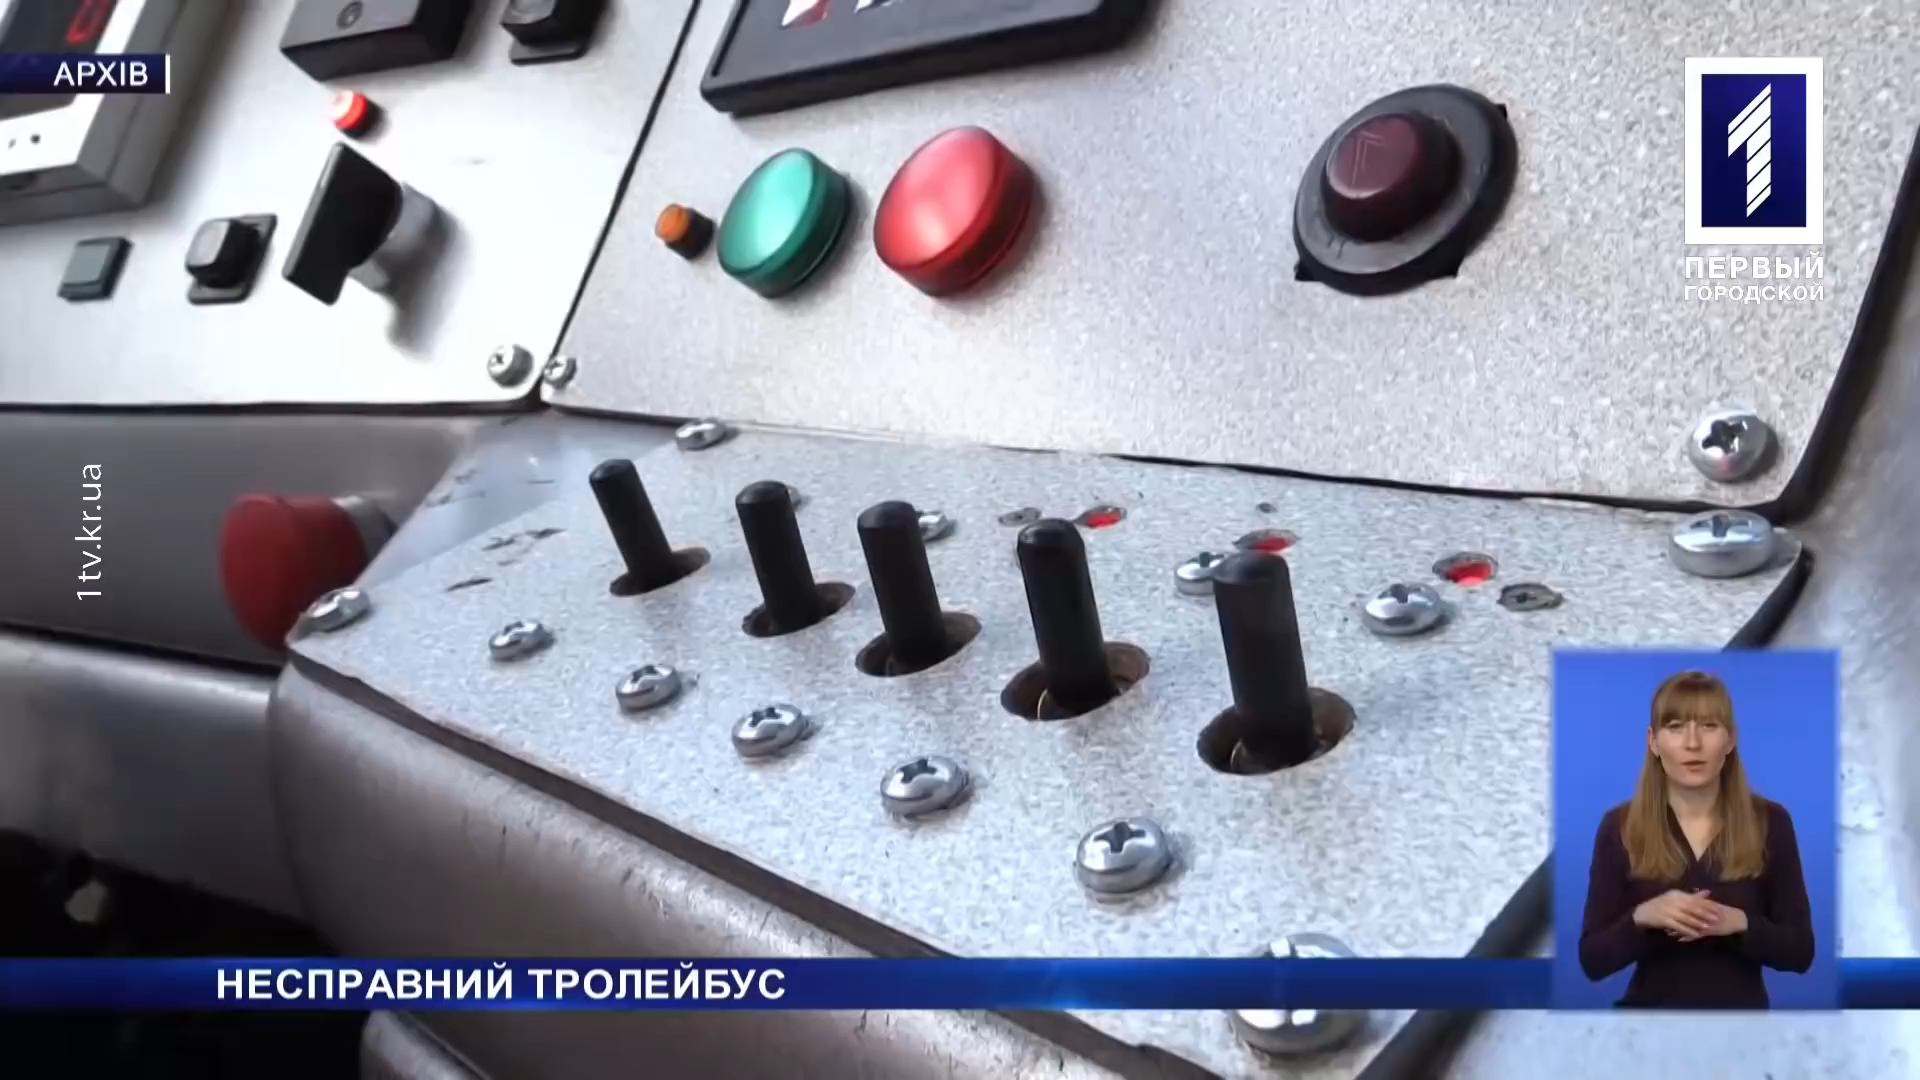 АРХІВ
ПЕРВЫЙ
ГОРОДСКОЙ
1tv.kr.ua
НЕСПРАВНИЙ ТРОЛЕЙБУС